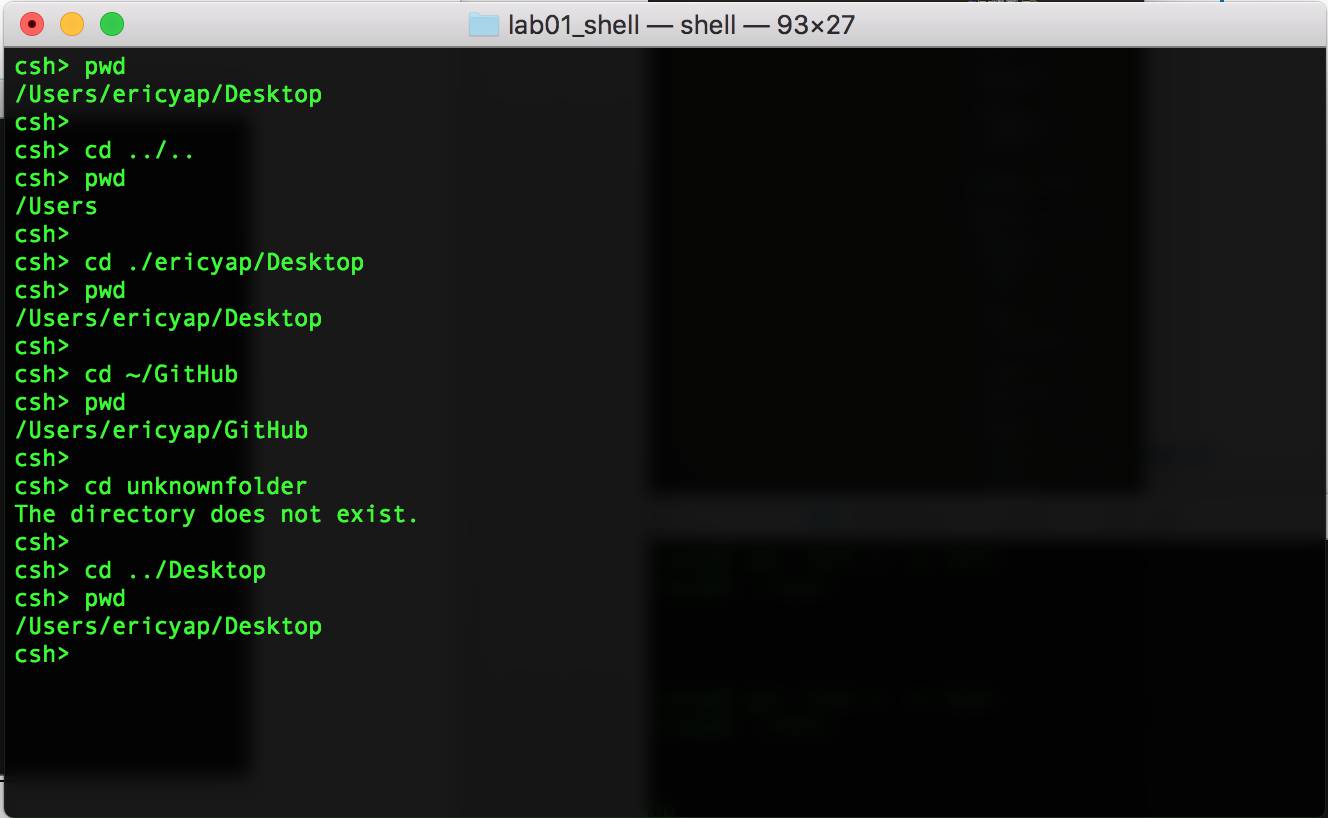 lab01_shell — shell — 93×27
csh> pwd
/Users/ericyap/Desktop
csh>
csh> cd ../..
csh> pwd
/Users
csh>
csh> cd ./ericyap/Desktop
csh> pwd
/Users/ericyap/Desktop
csh>
csh> cd ~/GitHub
csh> pwd
/Users/ericyap/GitHub
csh>
csh> cd unknownfolder
The directory does not exist.
csh>
csh> cd ../Desktop
csh> pwd
/Users/ericyap/Desktop
csh>